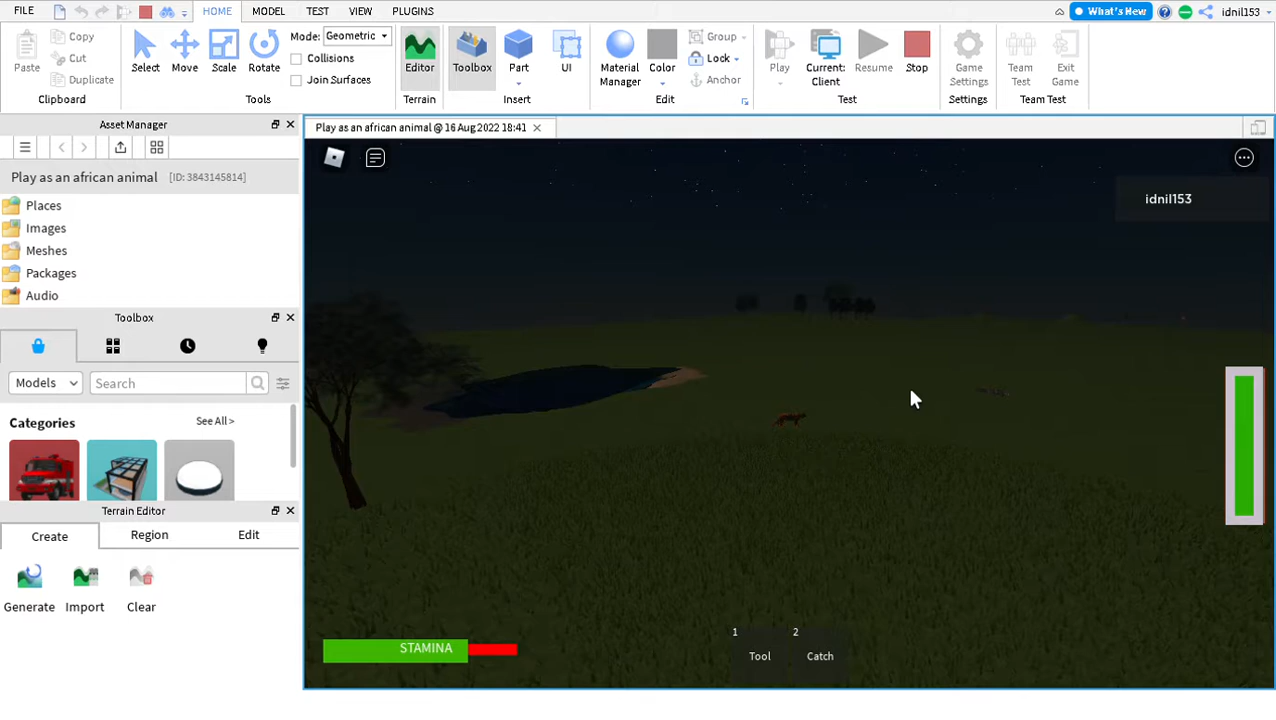 FILE HOME MODEL TEST VIEW PLUGINS What's New idnil153
Paste Copy Cut Duplicate
Select Move Scale Rotate
Mode: Geometric
Collisions
Join Surfaces
Editor Toolbox Part UI
Material Manager Color
Group Lock Anchor
Play Current: Client Resume Stop
Game Settings Team Test Exit Game
Clipboard Tools Terrain Insert Edit Test Settings Team Test
Asset Manager
Play as an african animal @ 16 Aug 2022 18:41
Play as an african animal [ID: 3843145814]
idnil153
Places
Images
Meshes
Packages
Audio
Toolbox
Models Search
Categories See All >
Terrain Editor
Create Region Edit
Generate Import Clear
STAMINA
1 2
Tool Catch